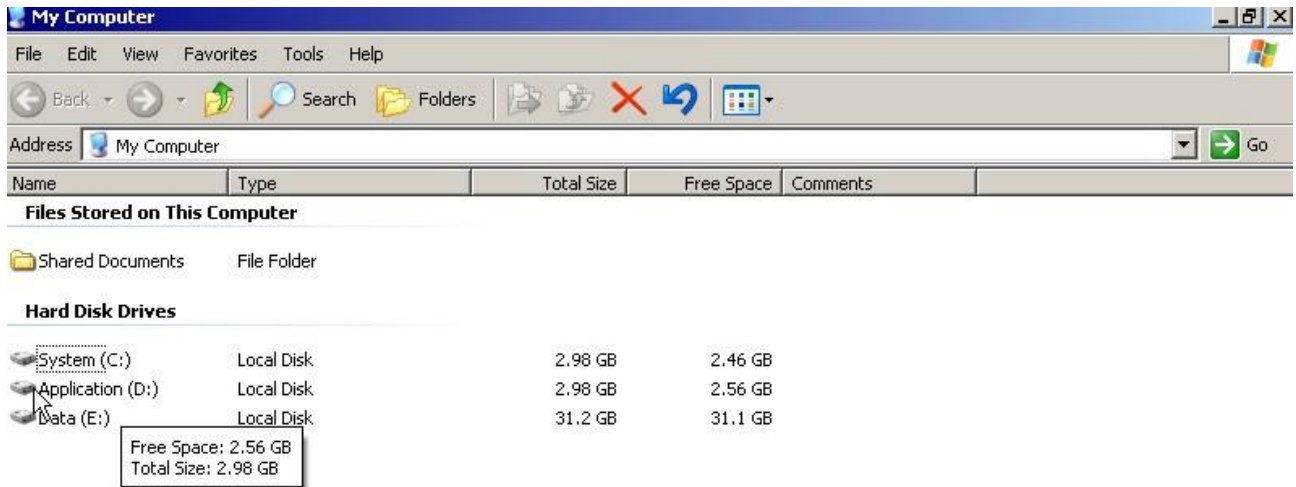 My Computer
File Edit View Favorites Tools Help
Back Search Folders
Address My Computer Go
Name Type Total Size Free Space Comments
Files Stored on This Computer
Shared Documents File Folder
Hard Disk Drives
System (C:) Local Disk 2.98 GB 2.46 GB
Application (D:) Local Disk 2.98 GB 2.56 GB
Data (E:) Local Disk 31.2 GB 31.1 GB
Free Space: 2.56 GB
Total Size: 2.98 GB